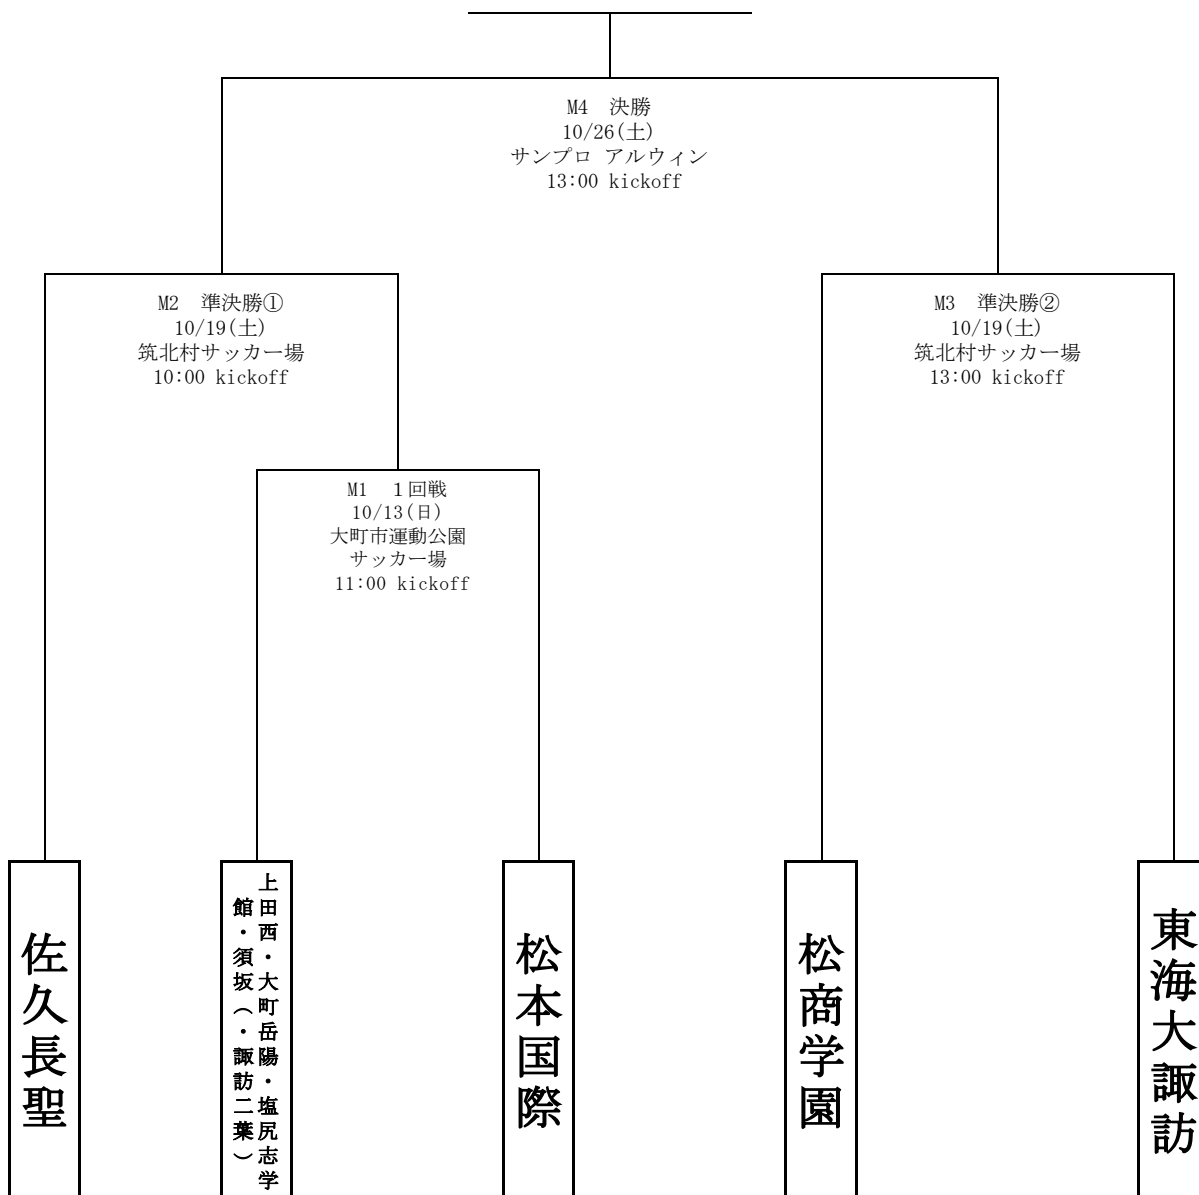 M4　決勝
10/26(土)
サンプロ アルウィン
13:00 kickoff
M2　準決勝①
10/19(土)
筑北村サッカー場
10:00 kickoff
M3　準決勝②
10/19(土)
筑北村サッカー場
13:00 kickoff
M1　１回戦
10/13(日)
大町市運動公園
サッカー場
11:00 kickoff
佐久長聖
上田西・大町岳陽・塩尻志学
館・須坂（・諏訪二葉）
松本国際
松商学園
東海大諏訪